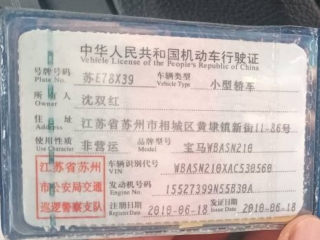 中华人民共和国机动车行驶证
Vehicle License of the People's Republic of China
号牌号码 Plate No. 苏E78X39 车辆类型 Vehicle Type 小型轿车
所有人 Owner 沈双红
住址 Address 江苏省苏州市相城区黄埭镇新街11-86号
使用性质 Use Character 非营运 品牌型号 Model 宝马WBASN210
江苏省苏州市公安局交通巡逻警察支队
车辆识别代号 VIN WBASN210XAC530560
发动机号码 Engine No. 15527399N55B30A
注册日期 Register Date 2010-06-18 发证日期 Issue Date 2010-06-18